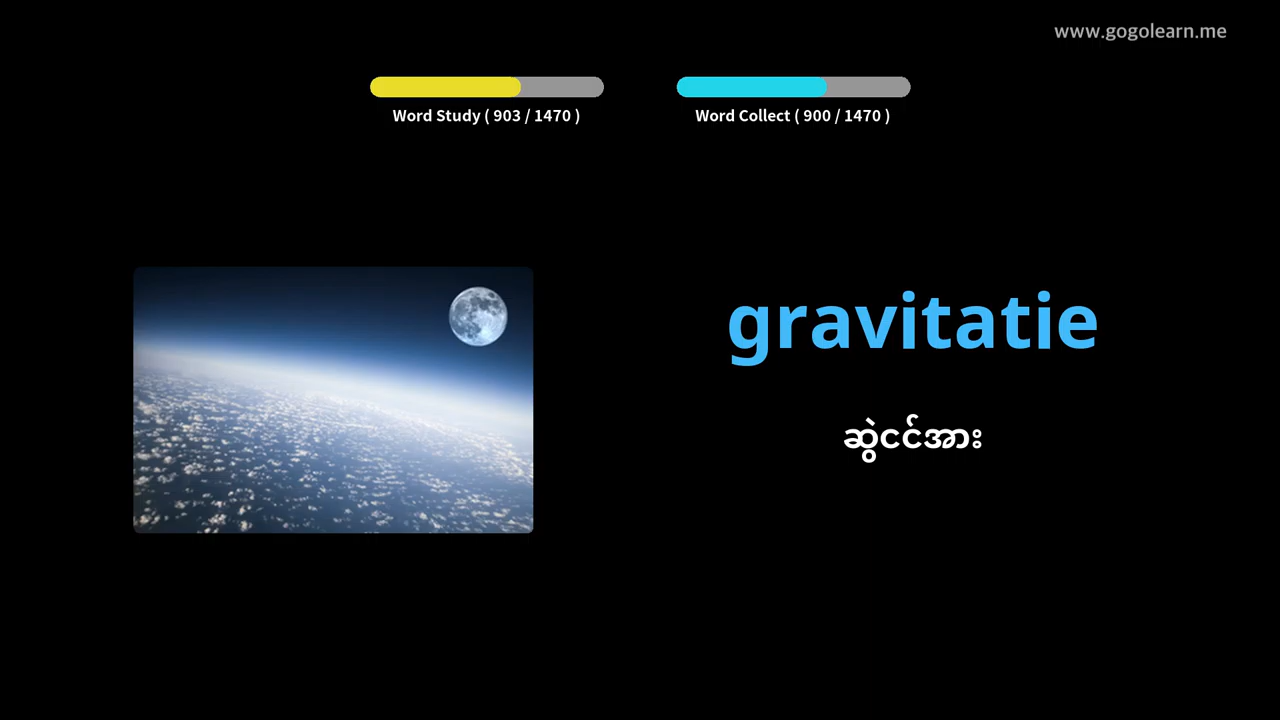 www.gogolearn.me
Word Study ( 903 / 1470 )
Word Collect ( 900 / 1470 )
gravitatie
ဆွဲငင်အား